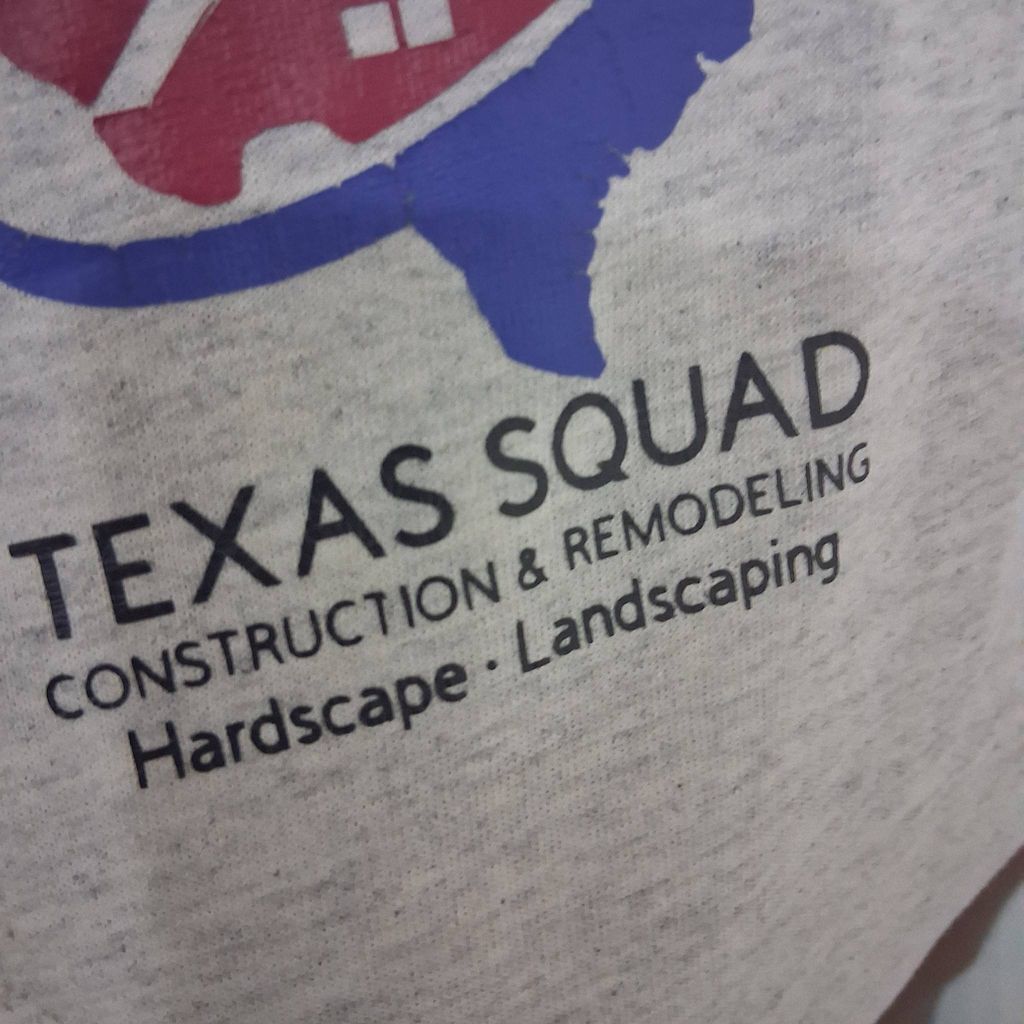 TEXAS SQUAD
CONSTRUCTION & REMODELING
Hardscape · Landscaping